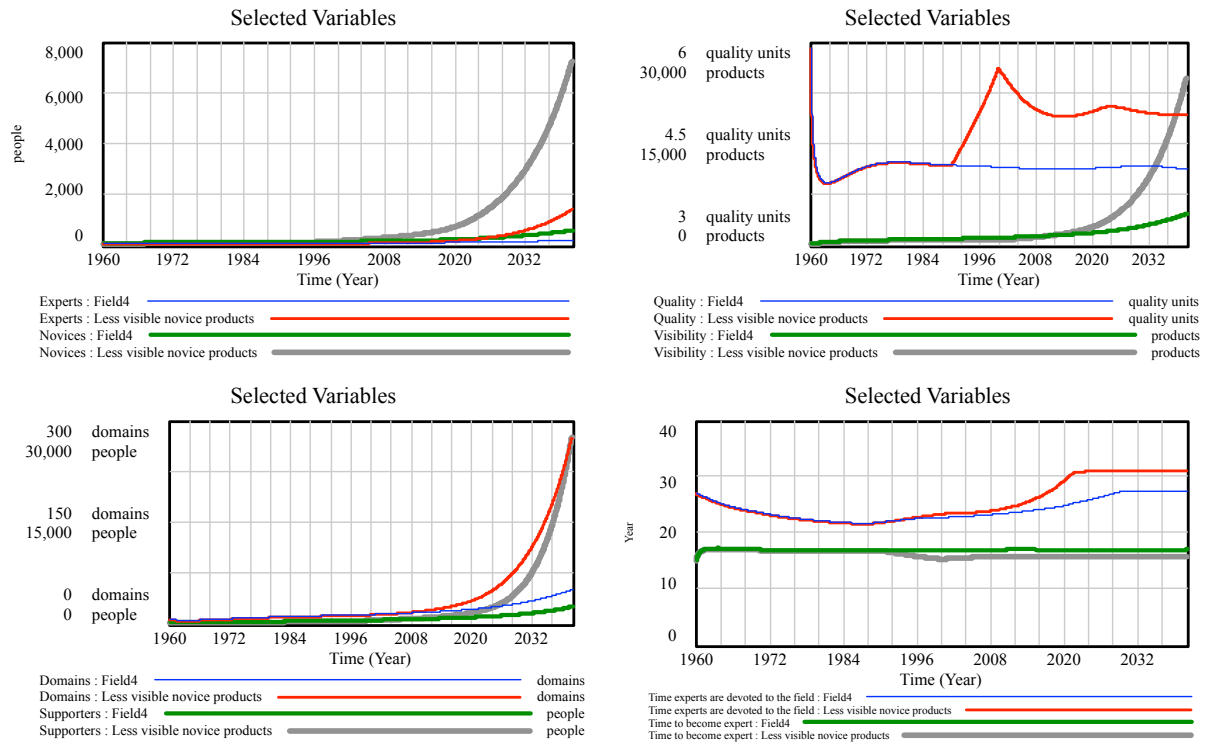 Selected Variables
8,000
6,000
4,000
2,000
0
people
1960 1972 1984 1996 2008 2020 2032
Time (Year)
Experts : Field4
Experts : Less visible novice products
Novices : Field4
Novices : Less visible novice products
Selected Variables
6 quality units
30,000 products
4.5 quality units
15,000 products
3 quality units
0 products
1960 1972 1984 1996 2008 2020 2032
Time (Year)
Quality : Field4 quality units
Quality : Less visible novice products quality units
Visibility : Field4 products
Visibility : Less visible novice products products
Selected Variables
300 domains
30,000 people
150 domains
15,000 people
0 domains
0 people
1960 1972 1984 1996 2008 2020 2032
Time (Year)
Domains : Field4 domains
Domains : Less visible novice products domains
Supporters : Field4 people
Supporters : Less visible novice products people
Selected Variables
40
30
20
10
0
Year
1960 1972 1984 1996 2008 2020 2032
Time (Year)
Time experts are devoted to the field : Field4
Time experts are devoted to the field : Less visible novice products
Time to become expert : Field4
Time to become expert : Less visible novice products